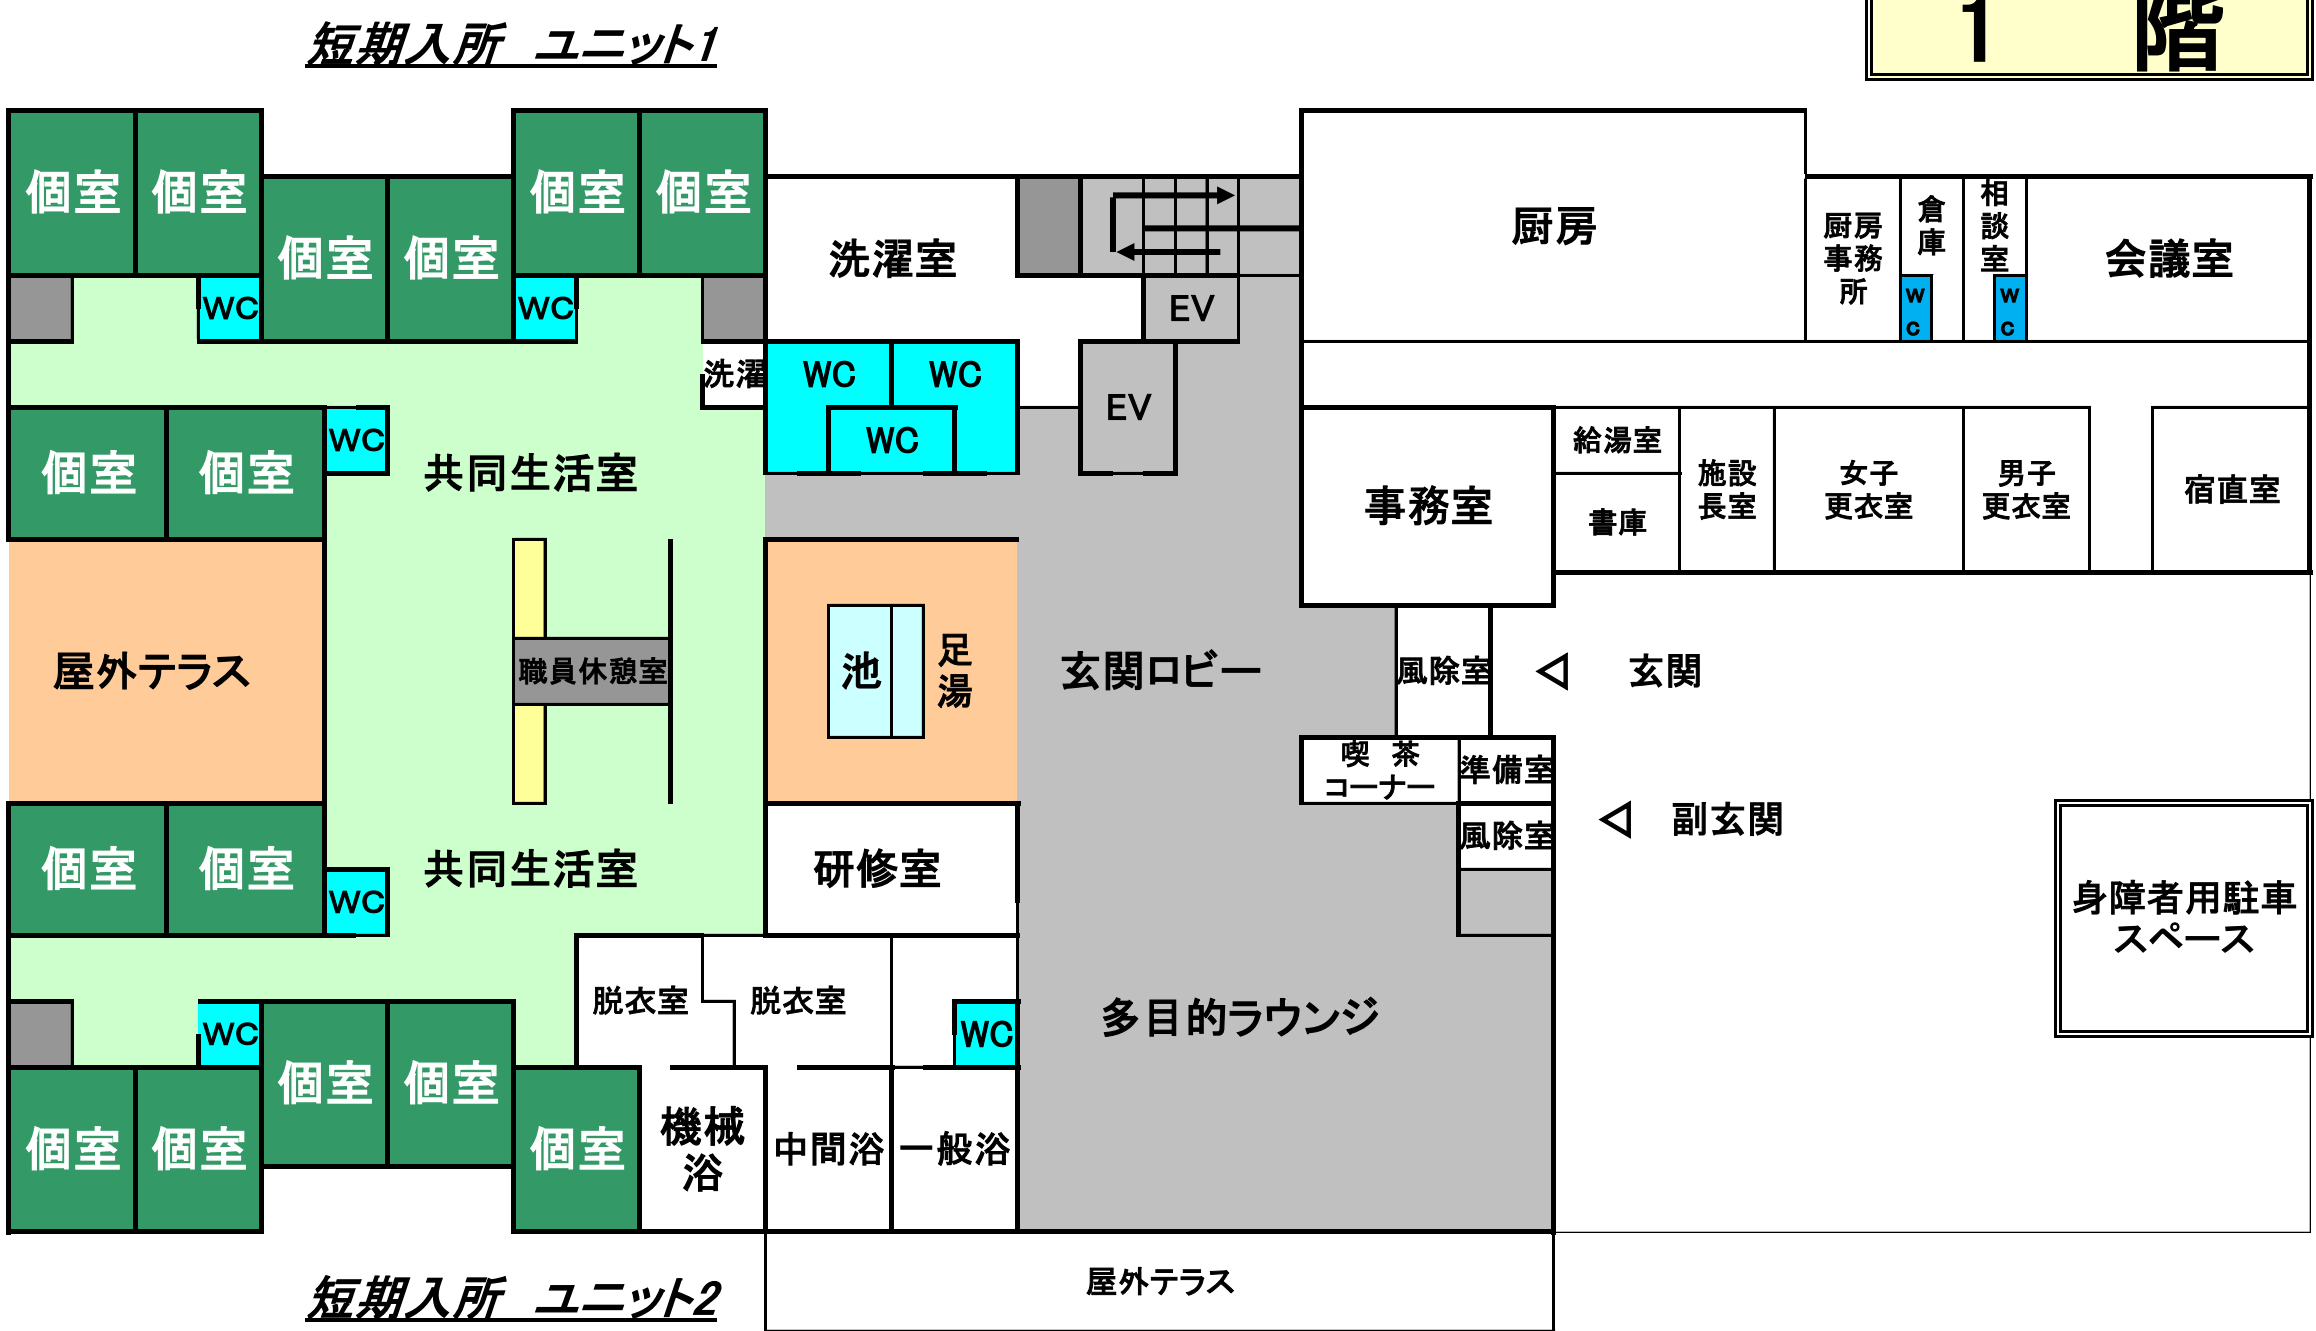 短期入所　ユニット1
1　階
個室
個室
個室
個室
個室
個室
WC
WC
洗濯室
EV
厨房
厨房
事務
所
倉
庫
WC
相
談
室
WC
会議室
洗濯
WC
WC
WC
EV
個室
個室
WC
共同生活室
事務室
給湯室
書庫
施設
長室
女子
更衣室
男子
更衣室
宿直室
屋外テラス
職員休憩室
池
足
湯
玄関ロビー
風除室
玄関
喫　茶
コーナー
準備室
風除室
副玄関
身障者用駐車
スペース
個室
個室
WC
共同生活室
研修室
脱衣室
脱衣室
WC
多目的ラウンジ
WC
個室
個室
個室
個室
個室
機械
浴
中間浴
一般浴
屋外テラス
短期入所　ユニット2